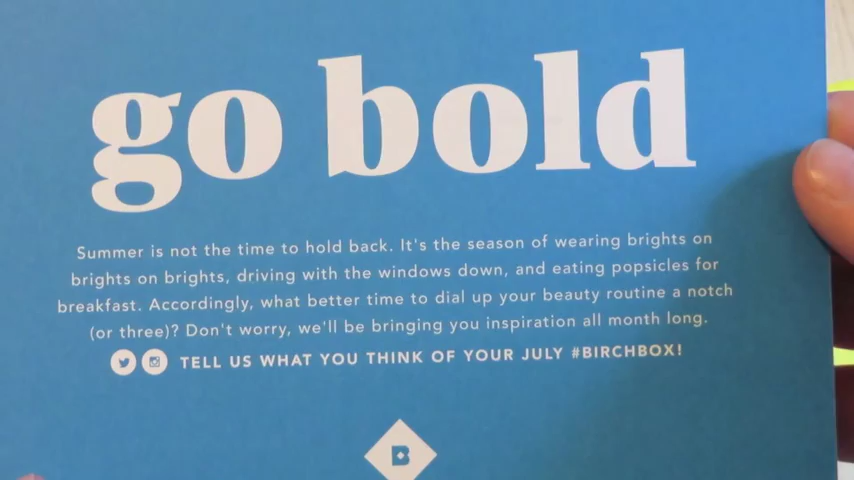 go bold
Summer is not the time to hold back. It's the season of wearing brights on
brights on brights, driving with the windows down, and eating popsicles for
breakfast. Accordingly, what better time to dial up your beauty routine a notch
(or three)? Don't worry, we'll be bringing you inspiration all month long.
TELL US WHAT YOU THINK OF YOUR JULY #BIRCHBOX!
B